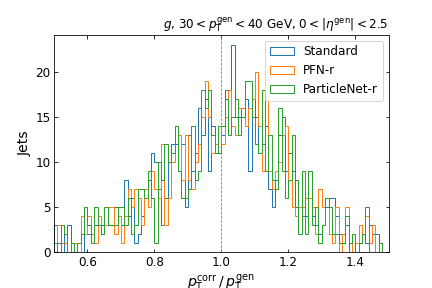 g, 30 < p_T^gen < 40 GeV, 0 < |η^gen| < 2.5
Standard
PFN-r
ParticleNet-r
Jets
20
15
10
5
0
0.6 0.8 1.0 1.2 1.4
p_T^corr / p_T^gen